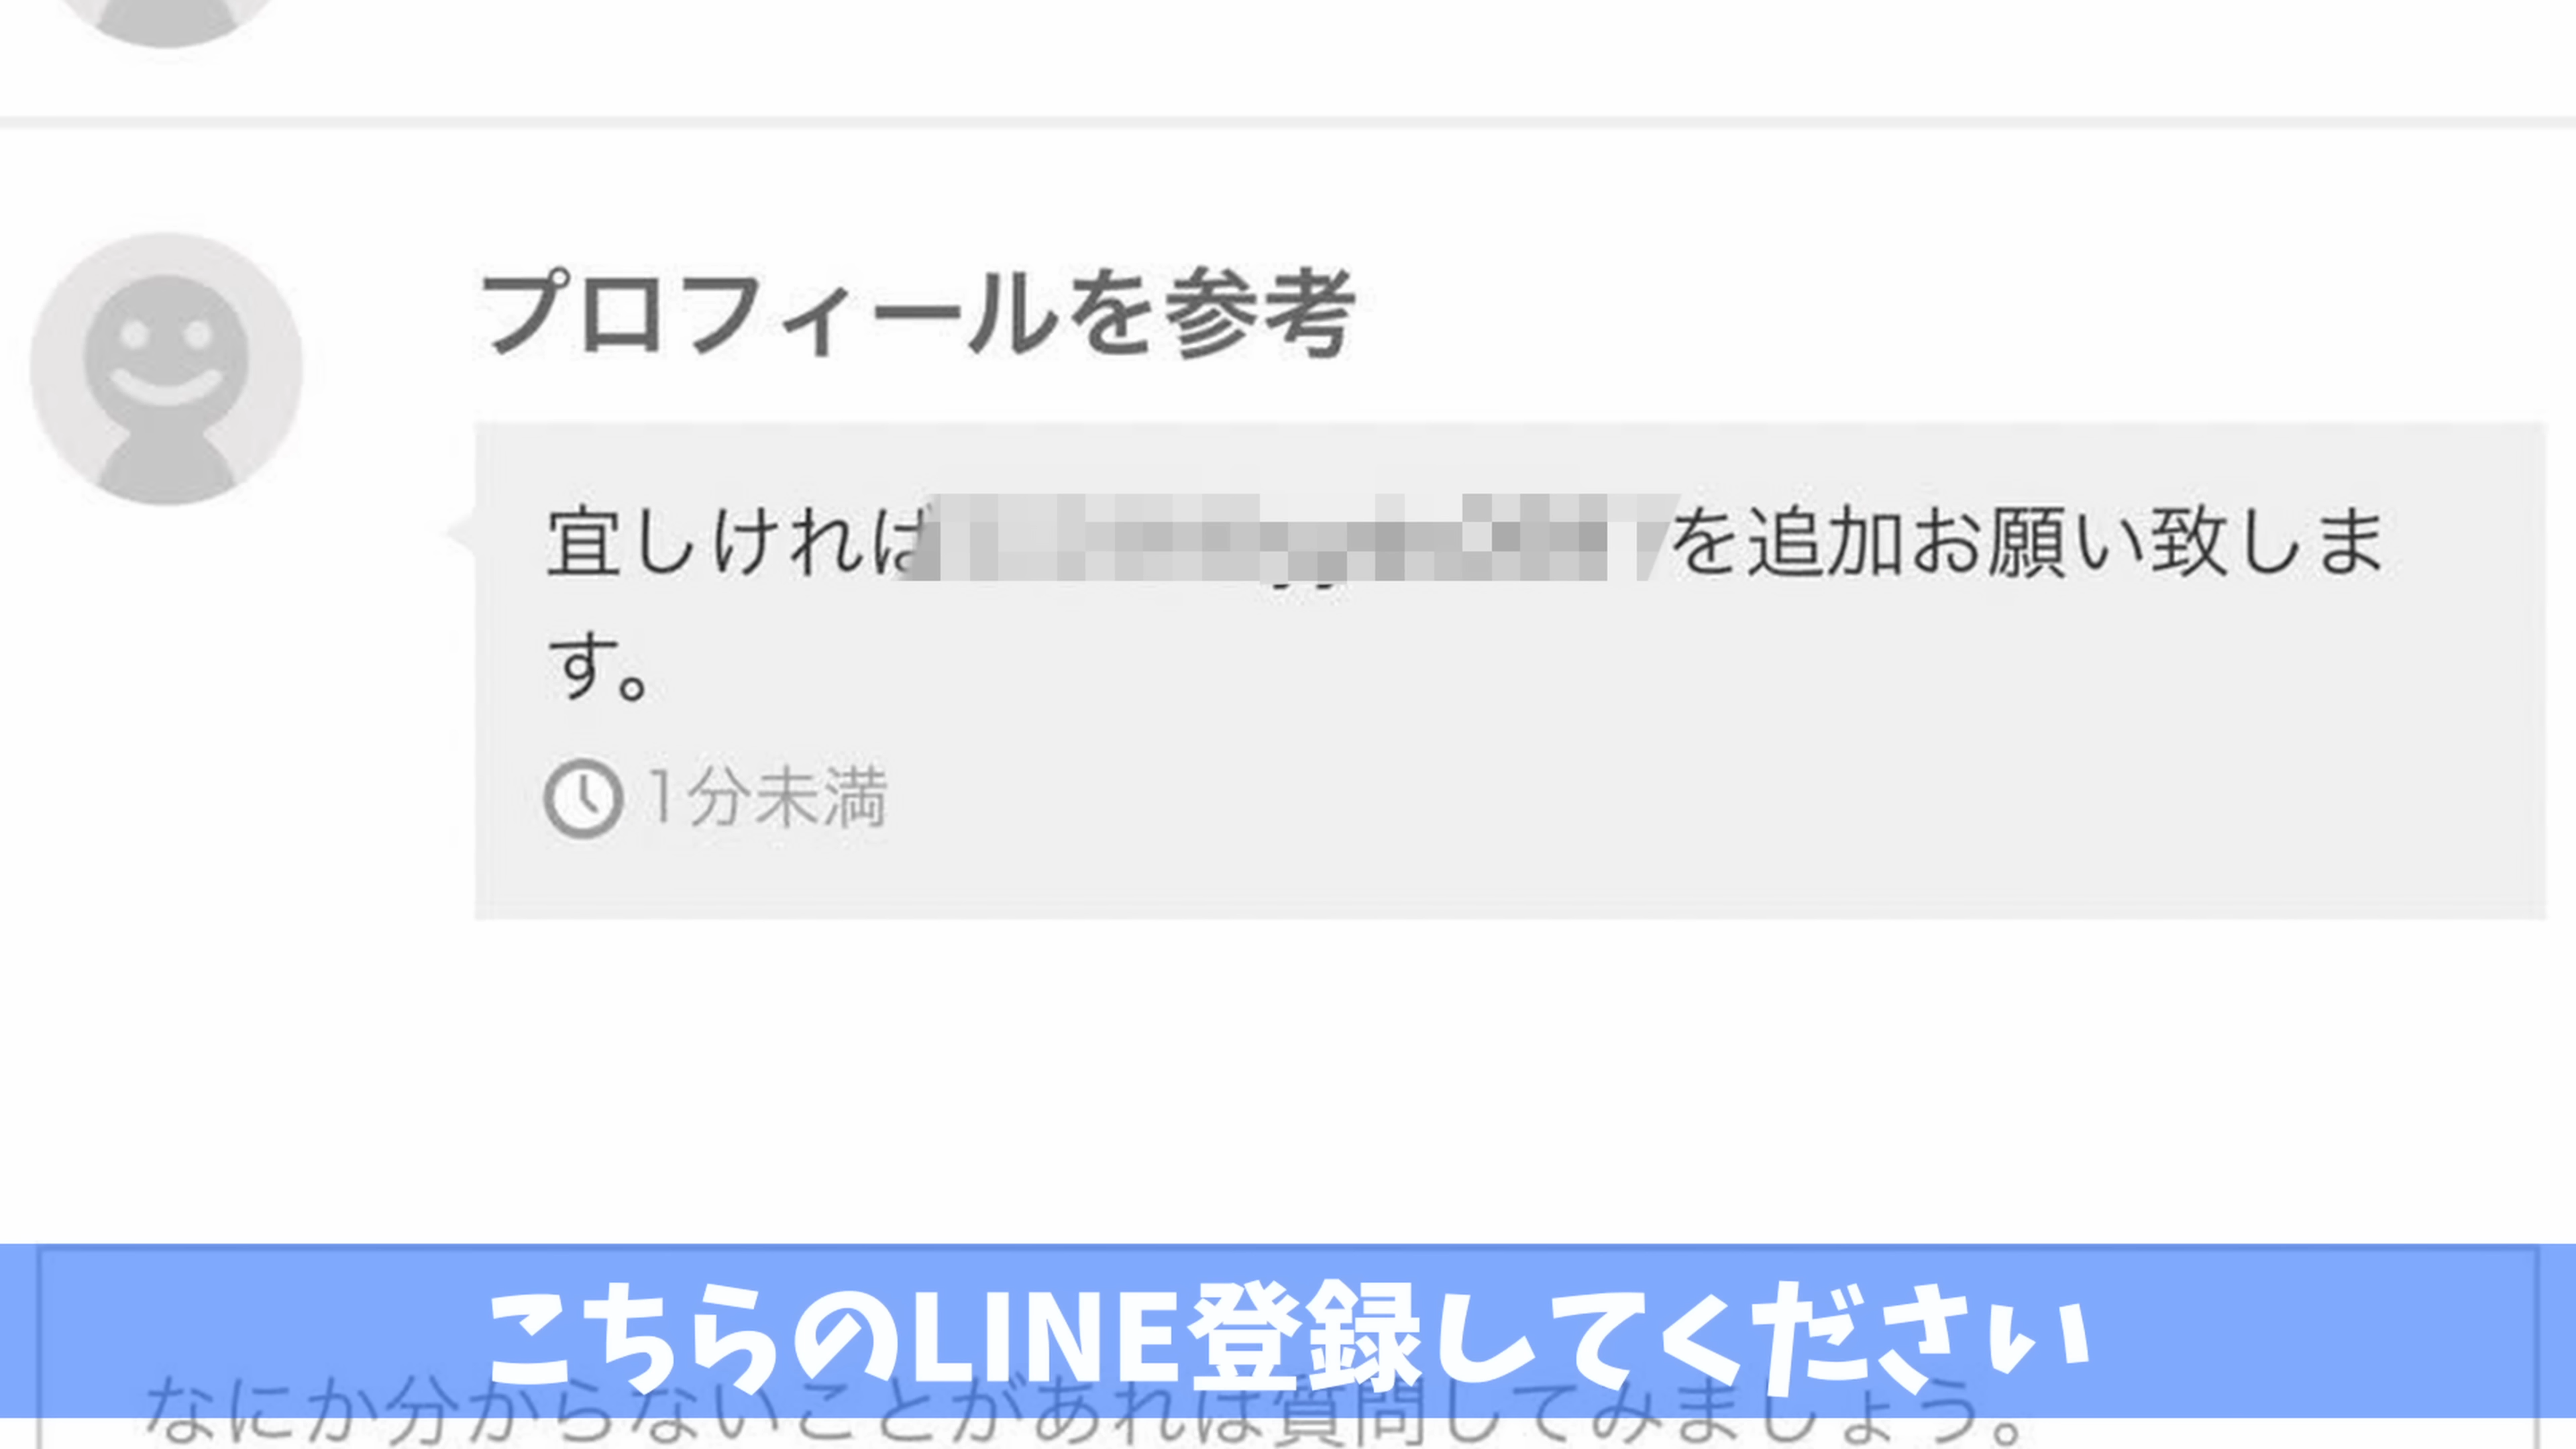 プロフィールを参考
宜しければ
を追加お願い致しま
す。
1分未満
こちらのLINE登録してください
なにか分からないことがあれば質問してみましょう。